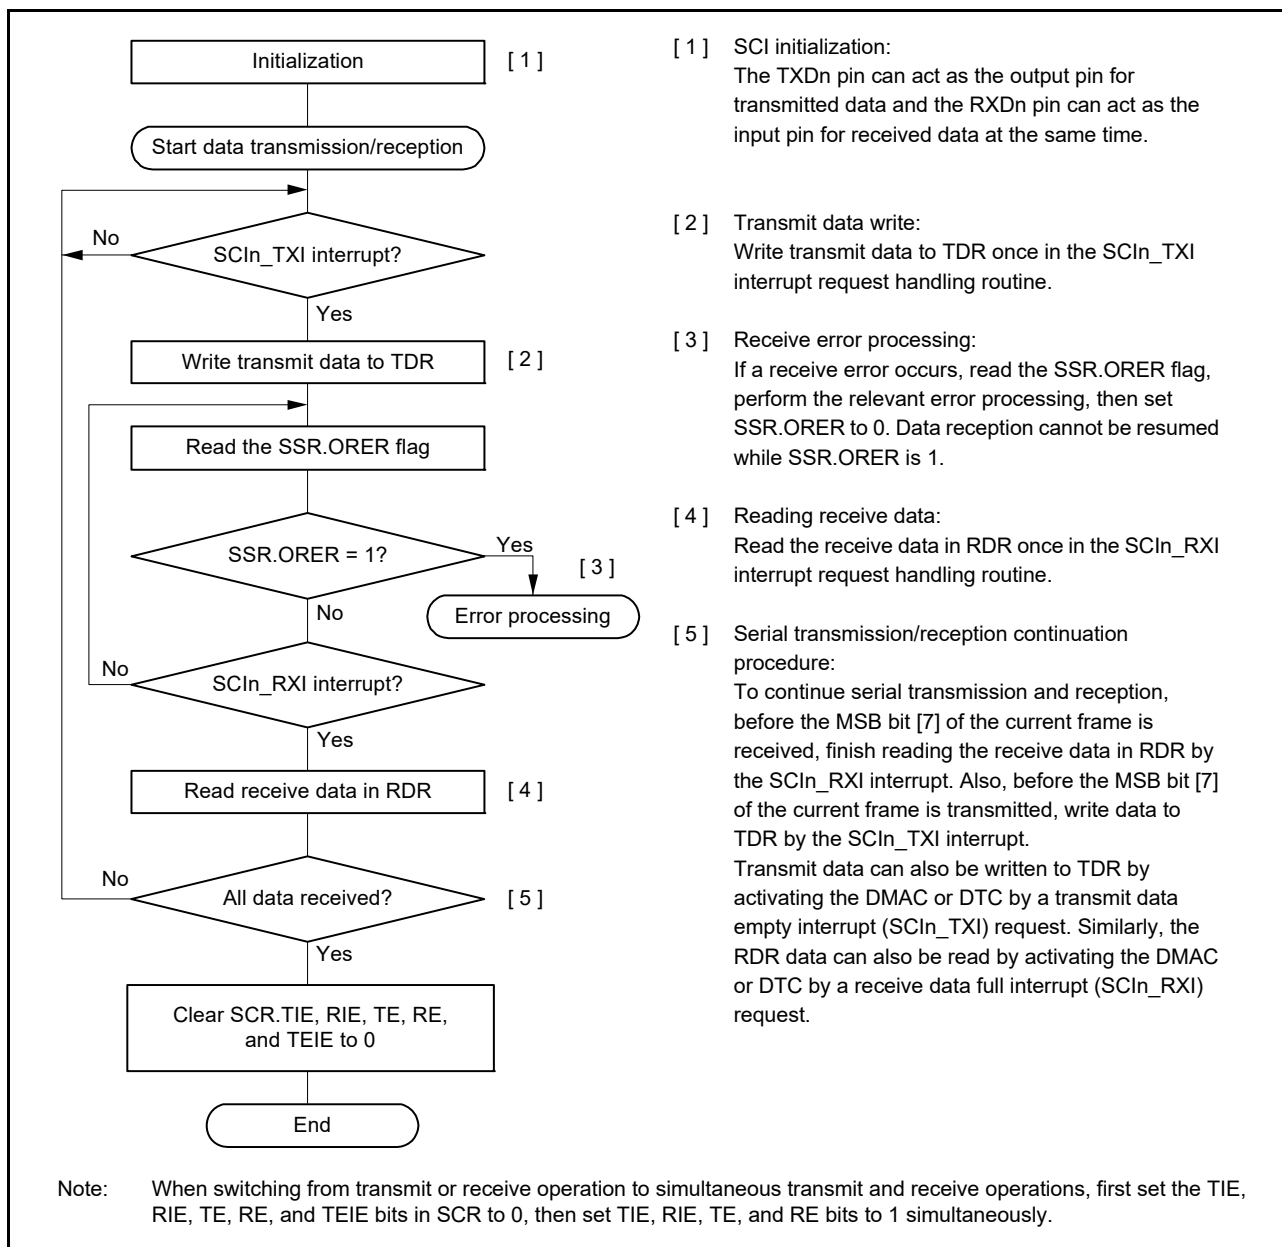 Initialization
[ 1 ]
Start data transmission/reception
No
SCIn_TXI interrupt?
Yes
Write transmit data to TDR
[ 2 ]
Read the SSR.ORER flag
SSR.ORER = 1?
Yes
[ 3 ]
Error processing
No
No
SCIn_RXI interrupt?
Yes
Read receive data in RDR
[ 4 ]
No
All data received?
[ 5 ]
Yes
Clear SCR.TIE, RIE, TE, RE,
and TEIE to 0
End
[ 1 ] SCI initialization:
The TXDn pin can act as the output pin for
transmitted data and the RXDn pin can act as the
input pin for received data at the same time.
[ 2 ] Transmit data write:
Write transmit data to TDR once in the SCIn_TXI
interrupt request handling routine.
[ 3 ] Receive error processing:
If a receive error occurs, read the SSR.ORER flag,
perform the relevant error processing, then set
SSR.ORER to 0. Data reception cannot be resumed
while SSR.ORER is 1.
[ 4 ] Reading receive data:
Read the receive data in RDR once in the SCIn_RXI
interrupt request handling routine.
[ 5 ] Serial transmission/reception continuation
procedure:
To continue serial transmission and reception,
before the MSB bit [7] of the current frame is
received, finish reading the receive data in RDR by
the SCIn_RXI interrupt. Also, before the MSB bit [7]
of the current frame is transmitted, write data to
TDR by the SCIn_TXI interrupt.
Transmit data can also be written to TDR by
activating the DMAC or DTC by a transmit data
empty interrupt (SCIn_TXI) request. Similarly, the
RDR data can also be read by activating the DMAC
or DTC by a receive data full interrupt (SCIn_RXI)
request.
Note: When switching from transmit or receive operation to simultaneous transmit and receive operations, first set the TIE,
RIE, TE, RE, and TEIE bits in SCR to 0, then set TIE, RIE, TE, and RE bits to 1 simultaneously.